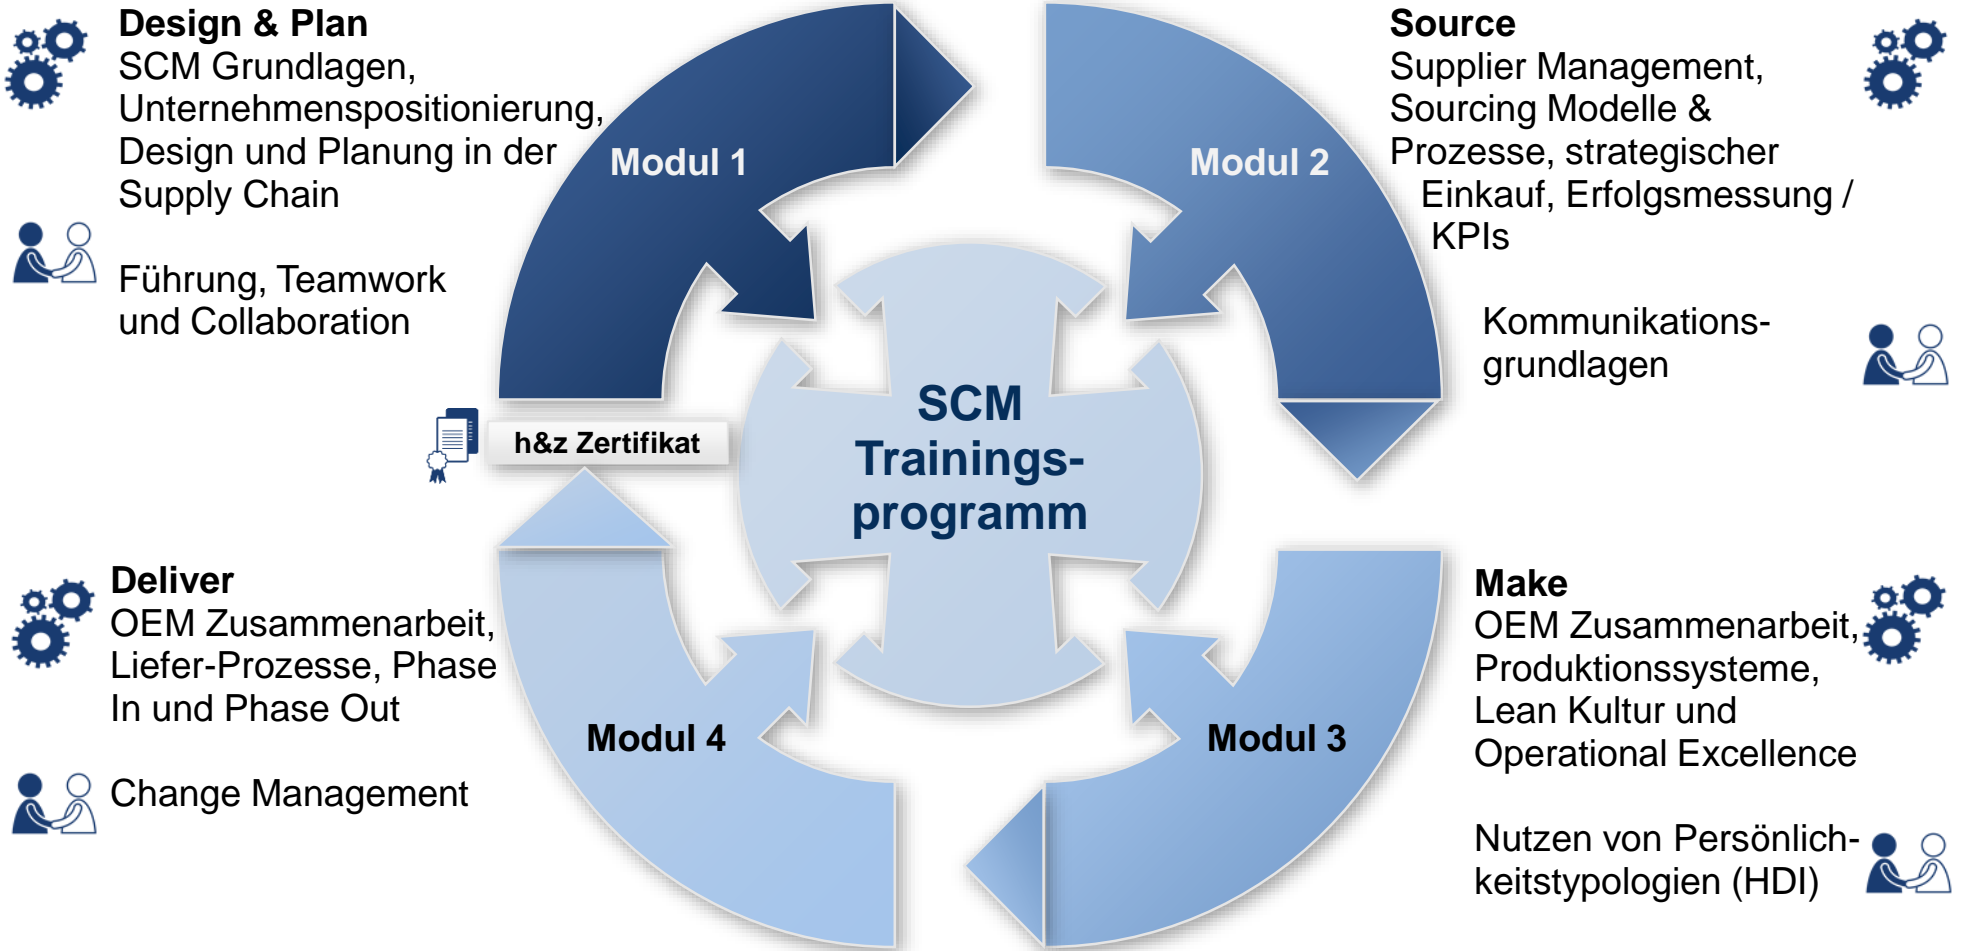 Design & Plan
SCM Grundlagen,
Unternehmenspositionierung,
Design und Planung in der
Supply Chain
Führung, Teamwork
und Collaboration
Modul 1
Modul 2
Source
Supplier Management,
Sourcing Modelle &
Prozesse, strategischer
Einkauf, Erfolgsmessung /
KPIs
Kommunikations-
grundlagen
h&z Zertifikat
SCM
Trainings-
programm
Deliver
OEM Zusammenarbeit,
Liefer-Prozesse, Phase
In und Phase Out
Change Management
Modul 4
Modul 3
Make
OEM Zusammenarbeit,
Produktionssysteme,
Lean Kultur und
Operational Excellence
Nutzen von Persönlich-
keitstypologien (HDI)